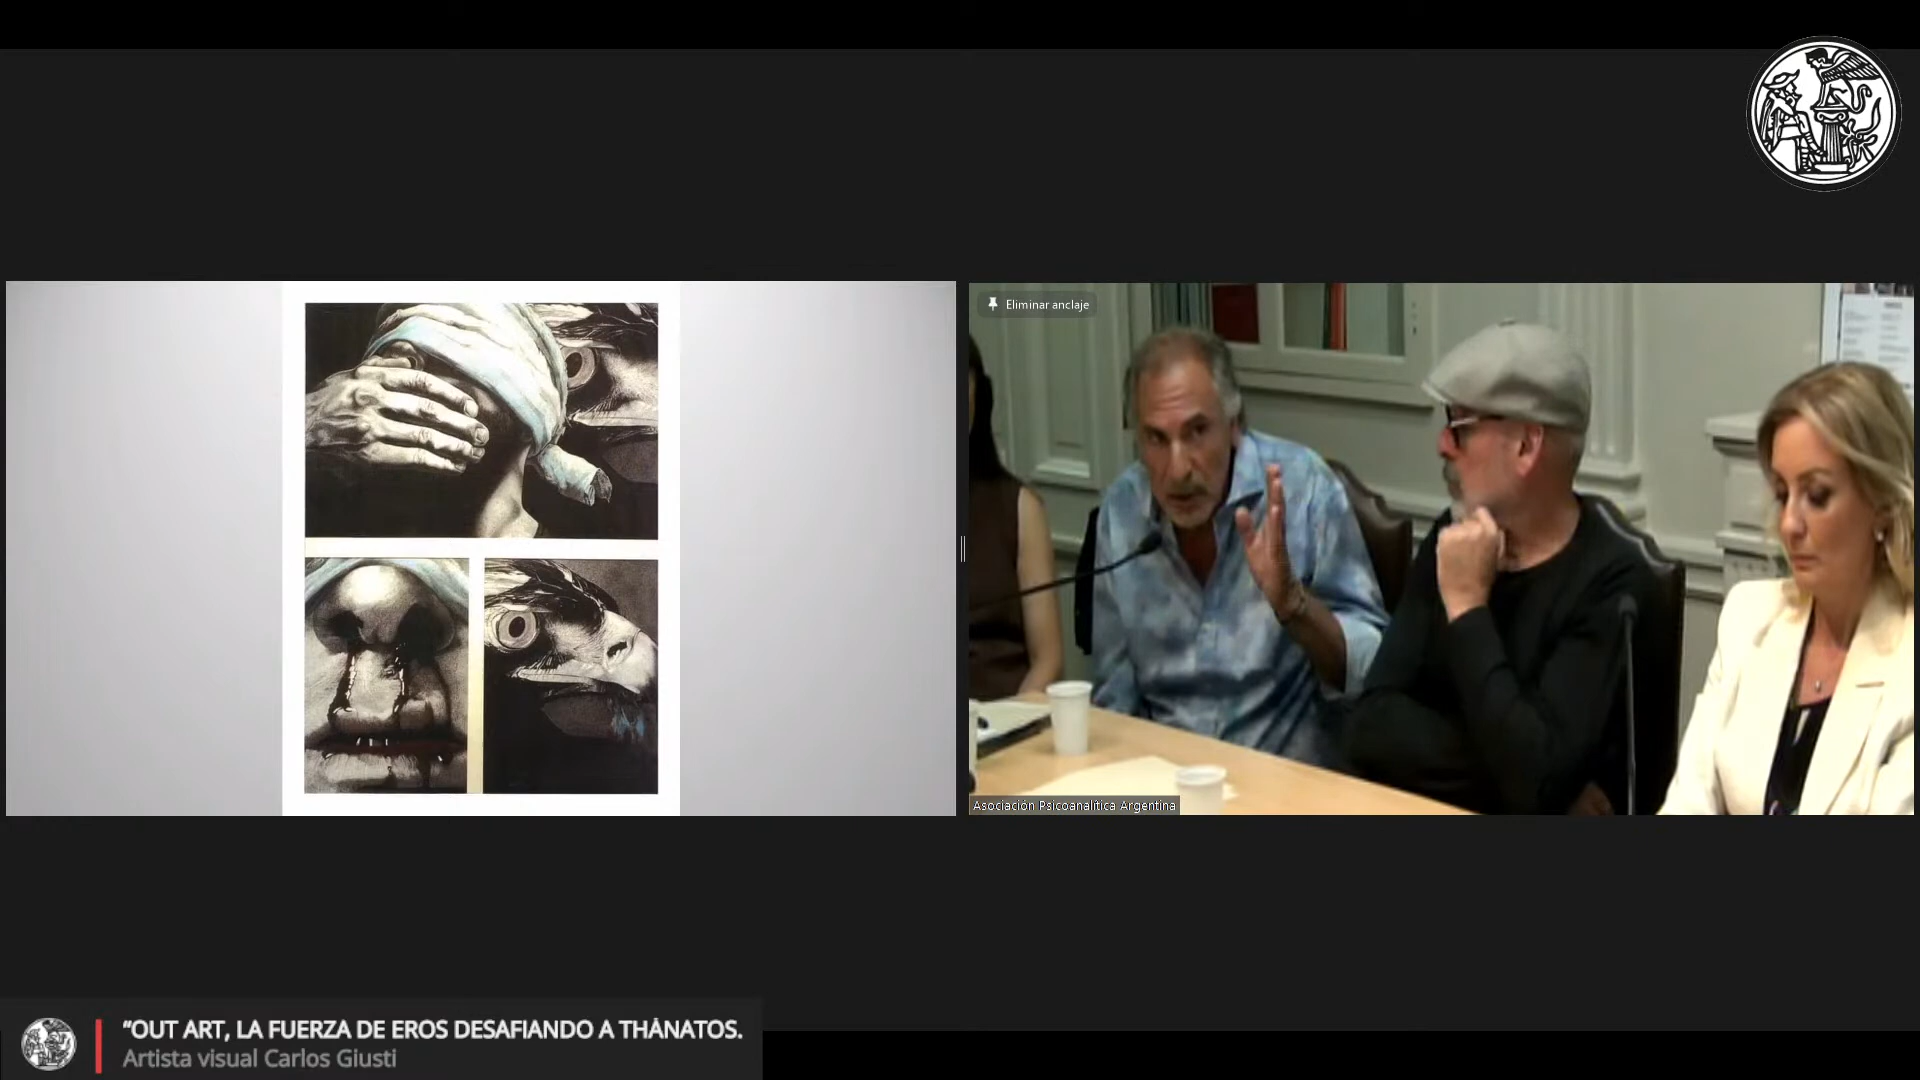 Eliminar anclaje
Asociación Psicoanalítica Argentina
“OUT ART, LA FUERZA DE EROS DESAFIANDO A THÁNATOS.
Artista visual Carlos Giusti